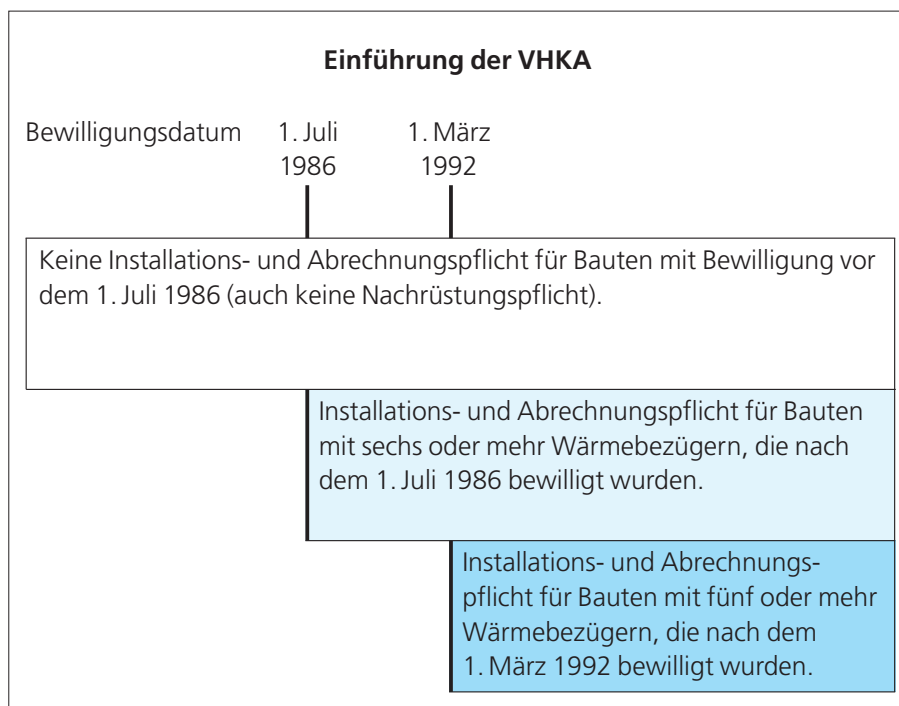 Einführung der VHKA
Bewilligungsdatum 1. Juli 1. März
1986 1992
Keine Installations- und Abrechnungspflicht für Bauten mit Bewilligung vor
dem 1. Juli 1986 (auch keine Nachrüstungspflicht).
Installations- und Abrechnungspflicht für Bauten
mit sechs oder mehr Wärmebezügern, die nach
dem 1. Juli 1986 bewilligt wurden.
Installations- und Abrechnungs-
pflicht für Bauten mit fünf oder mehr
Wärmebezügern, die nach dem
1. März 1992 bewilligt wurden.